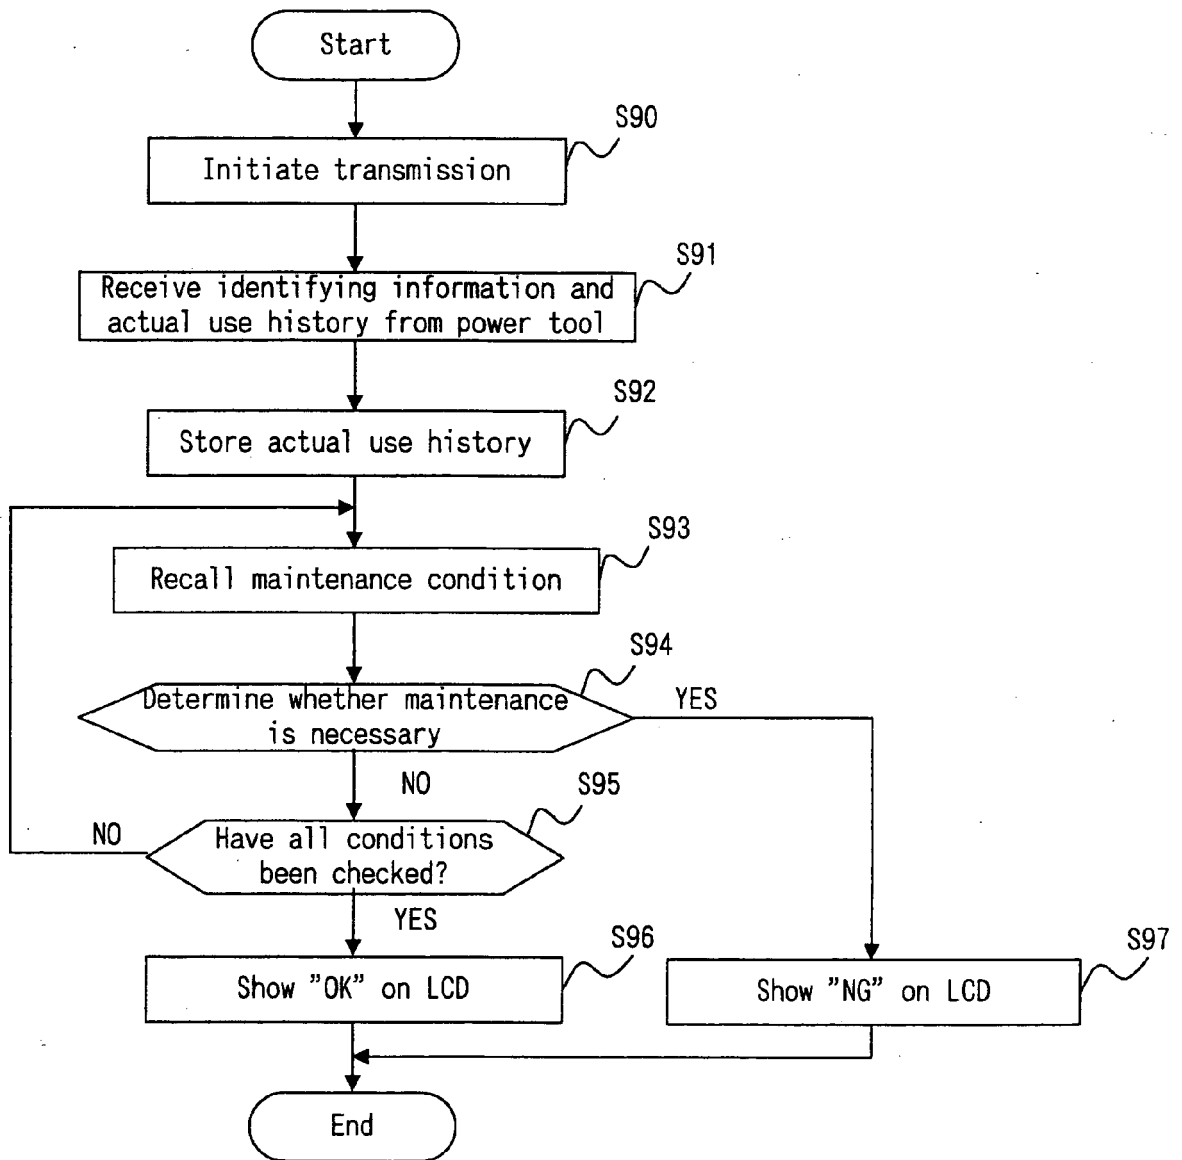 Start
S90
Initiate transmission
S91
Receive identifying information and
actual use history from power tool
S92
Store actual use history
S93
Recall maintenance condition
S94
Determine whether maintenance
is necessary
YES
NO
S95
Have all conditions
been checked?
NO
YES
S96
Show "OK" on LCD
S97
Show "NG" on LCD
End